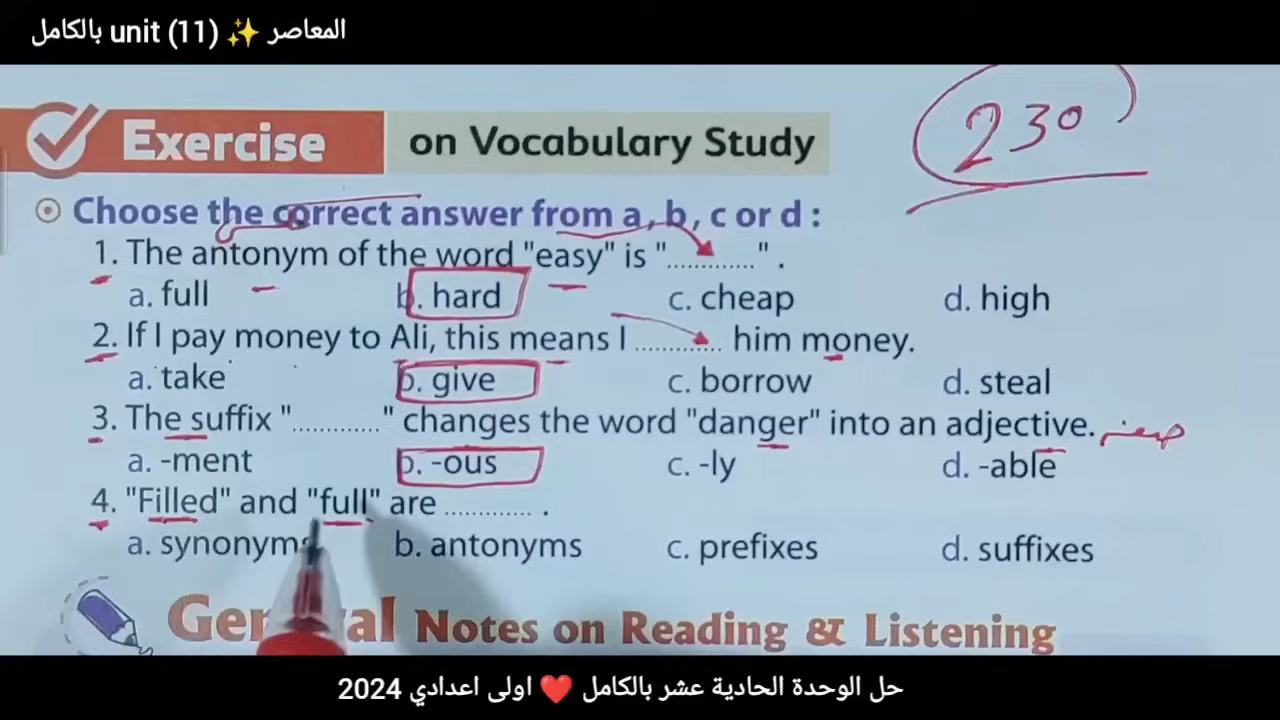 المعاصر ✨ unit (11) بالكامل
230
Exercise on Vocabulary Study
Choose the correct answer from a, b, c or d :
1. The antonym of the word "easy" is "............." .
a. full b. hard c. cheap d. high
2. If I pay money to Ali, this means I ............. him money.
a. take b. give c. borrow d. steal
3. The suffix "............." changes the word "danger" into an adjective.
a. -ment b. -ous c. -ly d. -able
4. "Filled" and "full" are ............. .
a. synonyms b. antonyms c. prefixes d. suffixes
General Notes on Reading & Listening
حل الوحدة الحادية عشر بالكامل ❤️ اولى اعدادي 2024